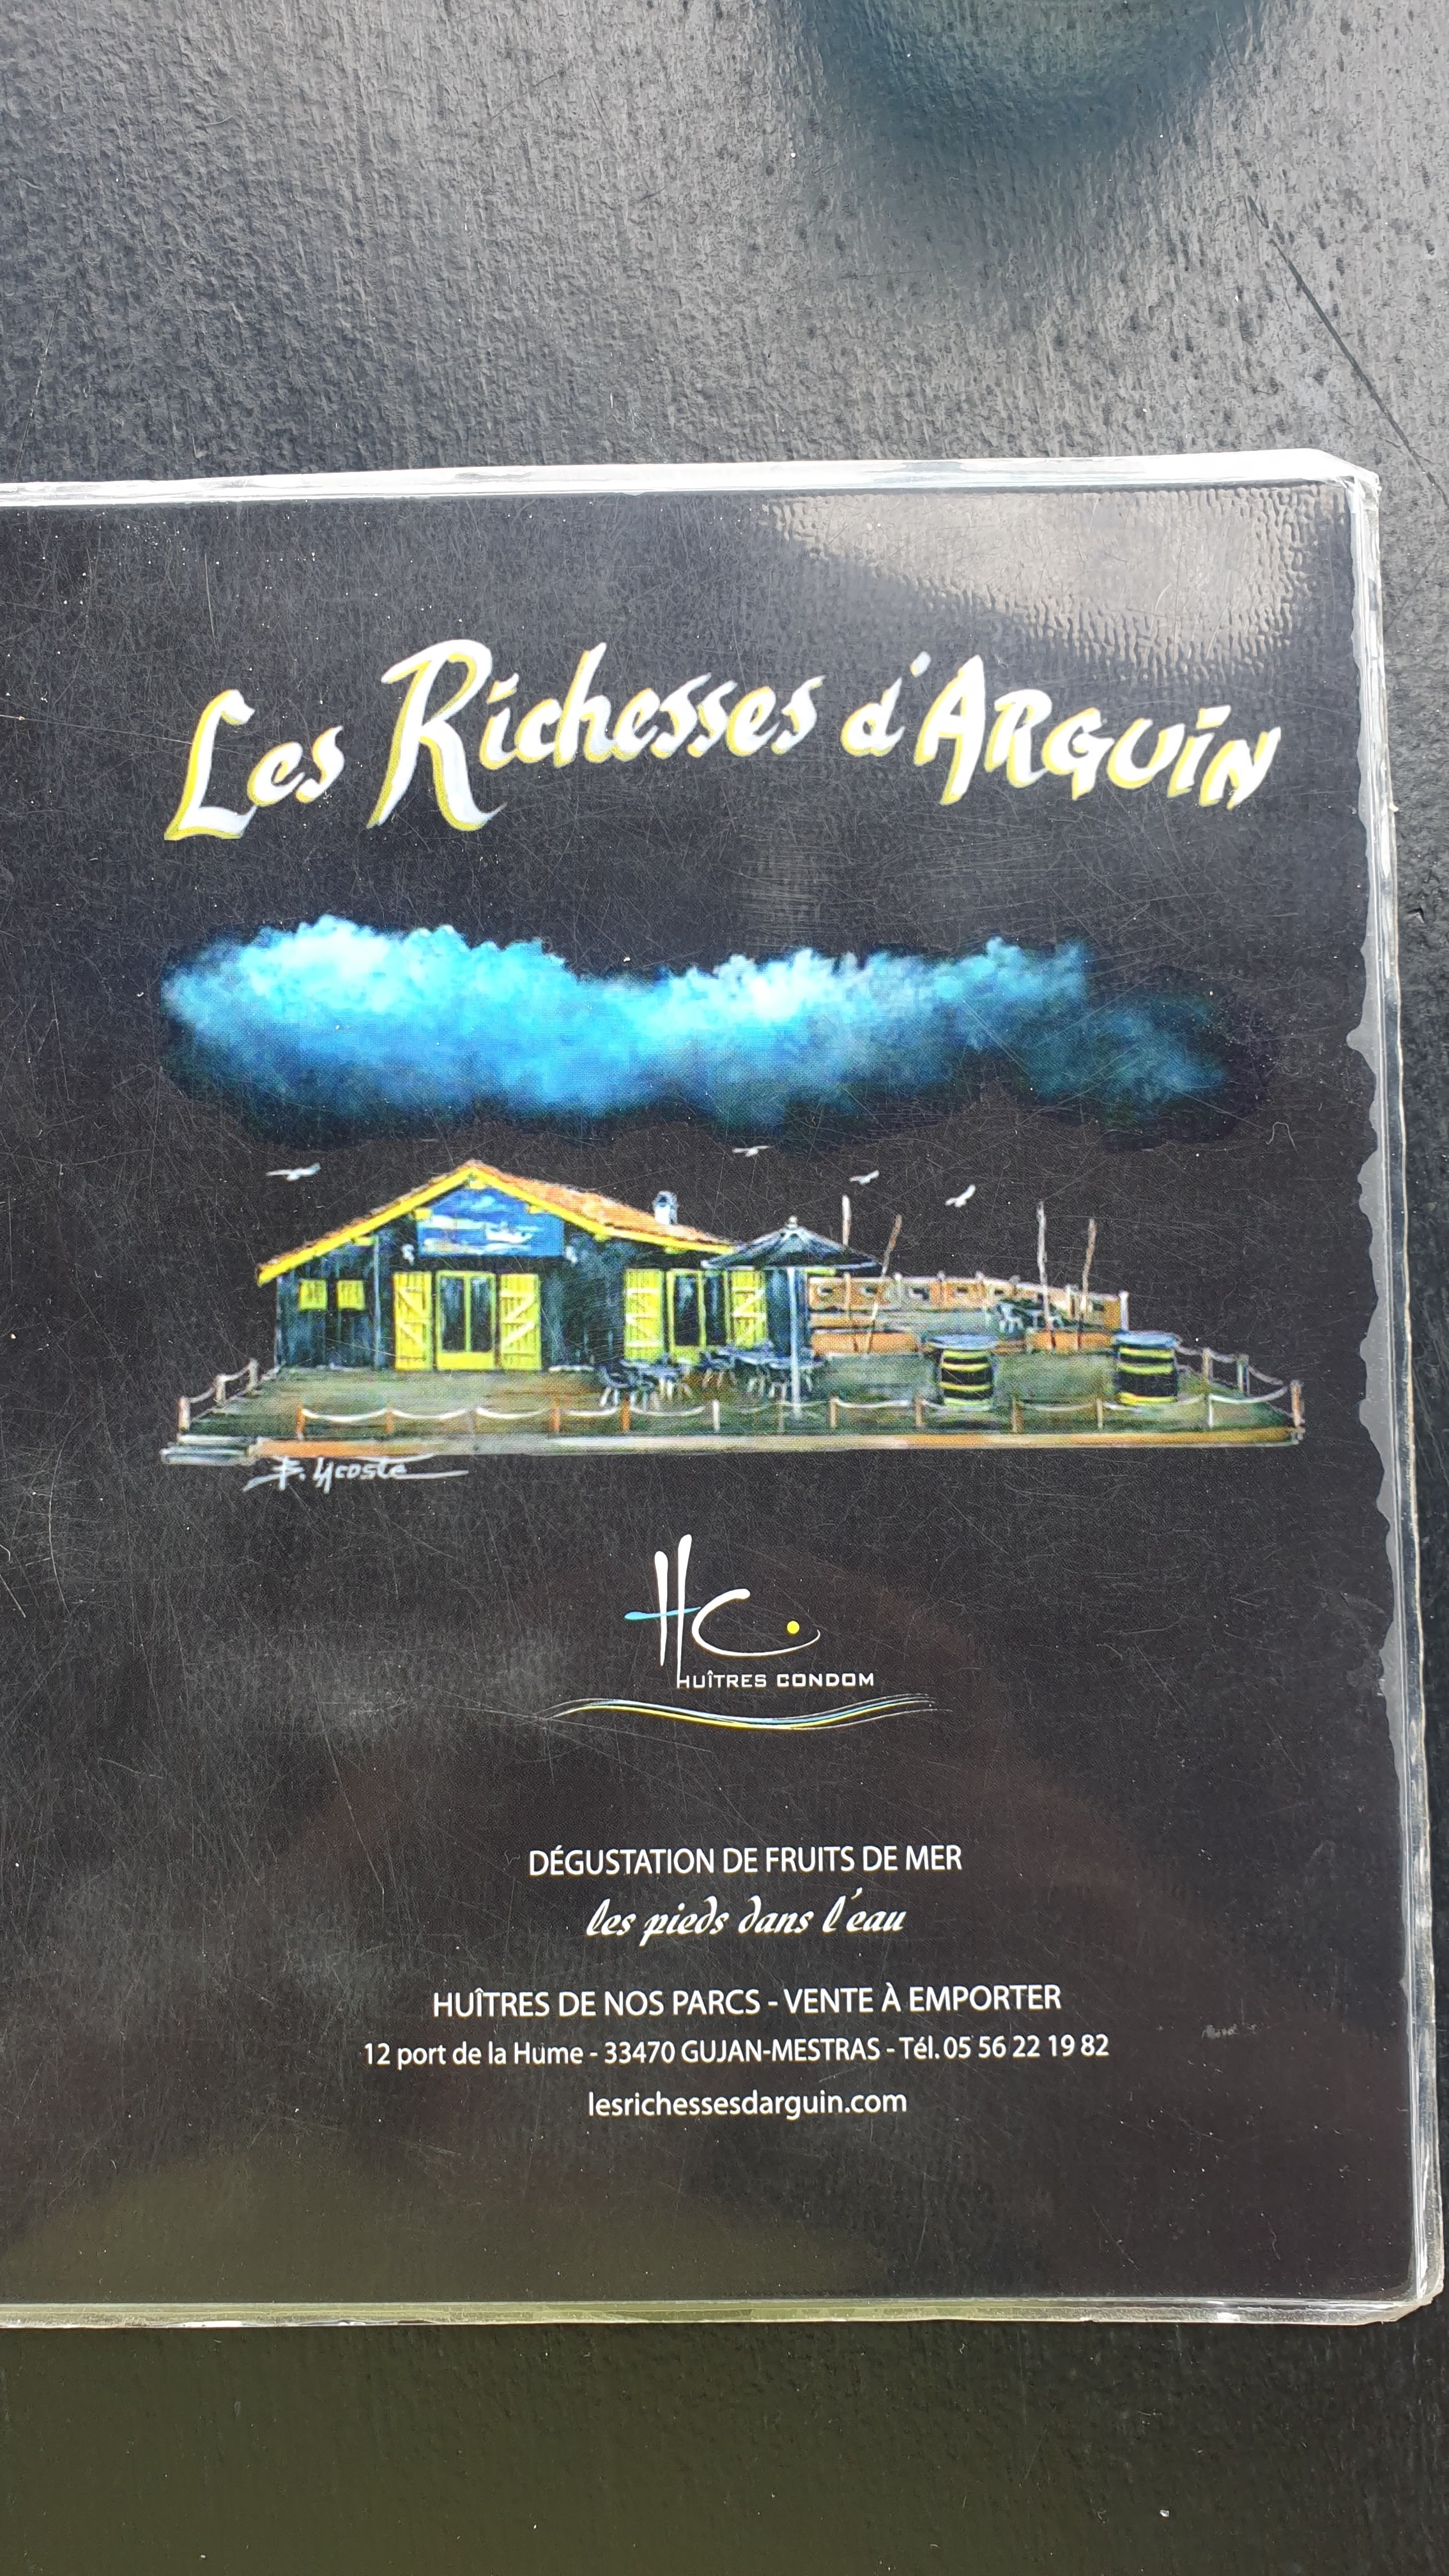 Les Richesses d'ARGUIN
B. LACOSTE
HC
HUÎTRES CONDOM
DÉGUSTATION DE FRUITS DE MER
les pieds dans l'eau
HUÎTRES DE NOS PARCS - VENTE À EMPORTER
12 port de la Hume - 33470 GUJAN-MESTRAS - Tél. 05 56 22 19 82
lesrichessesdarguin.com